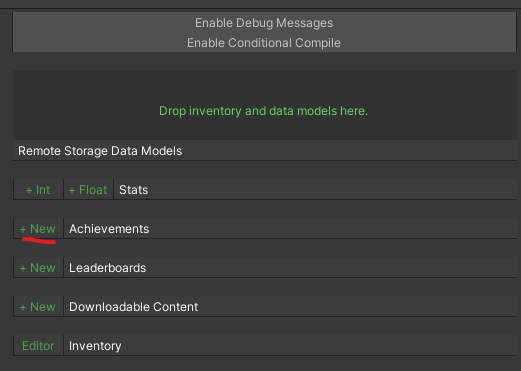 Enable Debug Messages
Enable Conditional Compile
Drop inventory and data models here.
Remote Storage Data Models
+ Int + Float Stats
+ New Achievements
+ New Leaderboards
+ New Downloadable Content
Editor Inventory